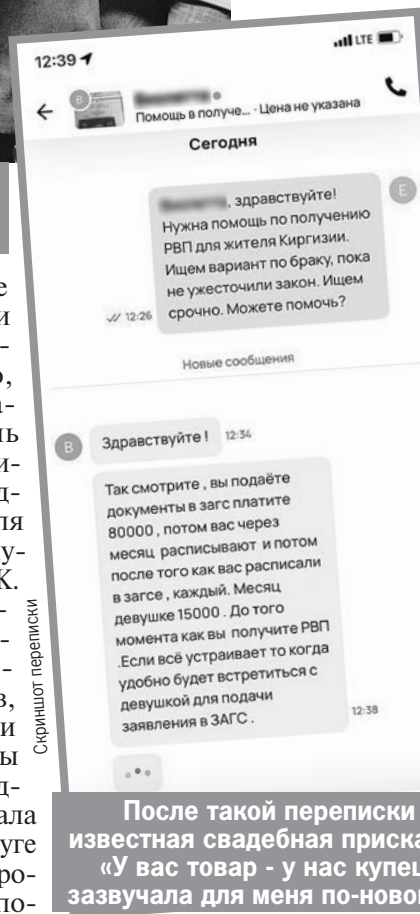 12:39
LTE
B
Помощь в получе... · Цена не указана
Сегодня
E
, здравствуйте!
Нужна помощь по получению
РВП для жителя Киргизии.
Ищем вариант по браку, пока
не ужесточили закон. Ищем
срочно. Можете помочь?
12:26
Новые сообщения
B
Здравствуйте !
12:34
Так смотрите , вы подаёте
документы в загс платите
80000 , потом вас через
месяц расписывают и потом
после того как вас расписали
в загсе , каждый. Месяц
девушке 15000 . До того
момента как вы получите РВП
.Если всё устраивает то когда
удобно будет встретиться с
девушкой для подачи
заявления в ЗАГС .
12:38
Скриншот переписки
После такой переписки
известная свадебная приска
«У вас товар - у нас купец
зазвучала для меня по-ново